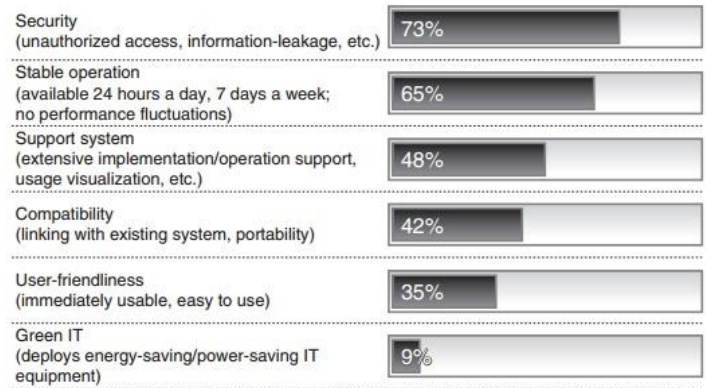 Security
(unauthorized access, information-leakage, etc.)
73%
Stable operation
(available 24 hours a day, 7 days a week;
no performance fluctuations)
65%
Support system
(extensive implementation/operation support,
usage visualization, etc.)
48%
Compatibility
(linking with existing system, portability)
42%
User-friendliness
(immediately usable, easy to use)
35%
Green IT
(deploys energy-saving/power-saving IT
equipment)
9%